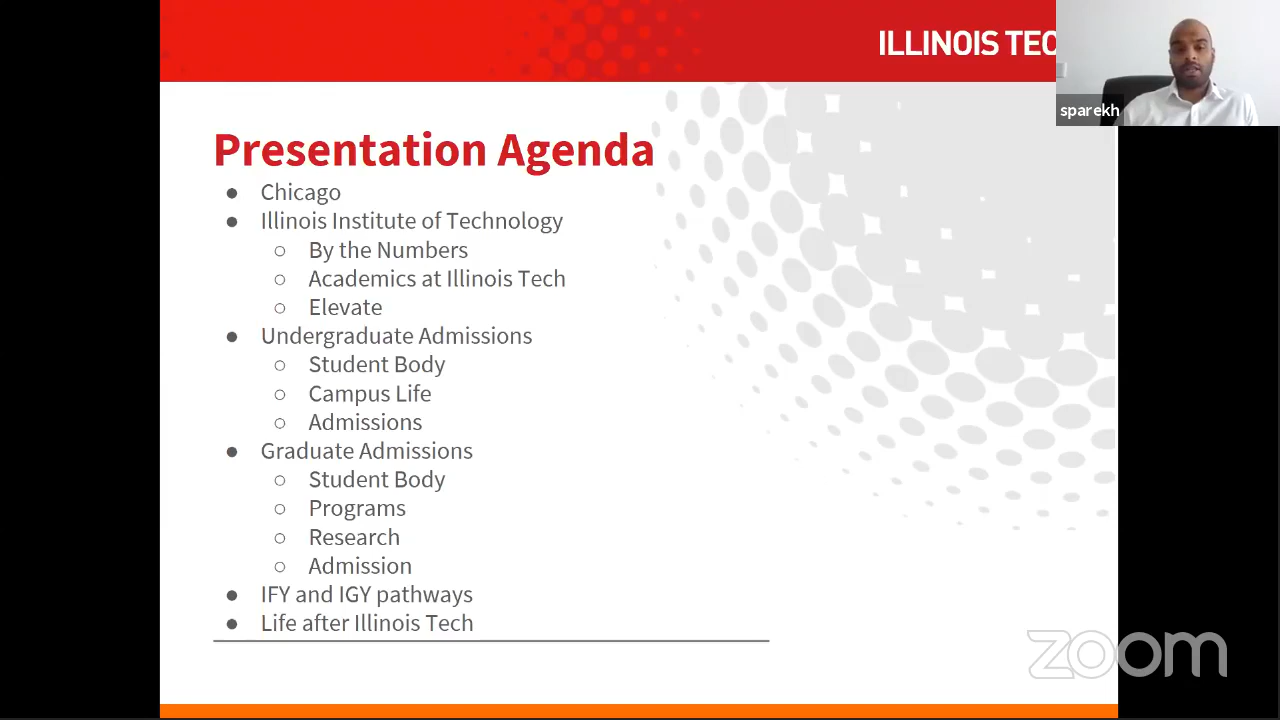 ILLINOIS TEC
sparekh
Presentation Agenda
● Chicago
● Illinois Institute of Technology
○ By the Numbers
○ Academics at Illinois Tech
○ Elevate
● Undergraduate Admissions
○ Student Body
○ Campus Life
○ Admissions
● Graduate Admissions
○ Student Body
○ Programs
○ Research
○ Admission
● IFY and IGY pathways
● Life after Illinois Tech
zoom